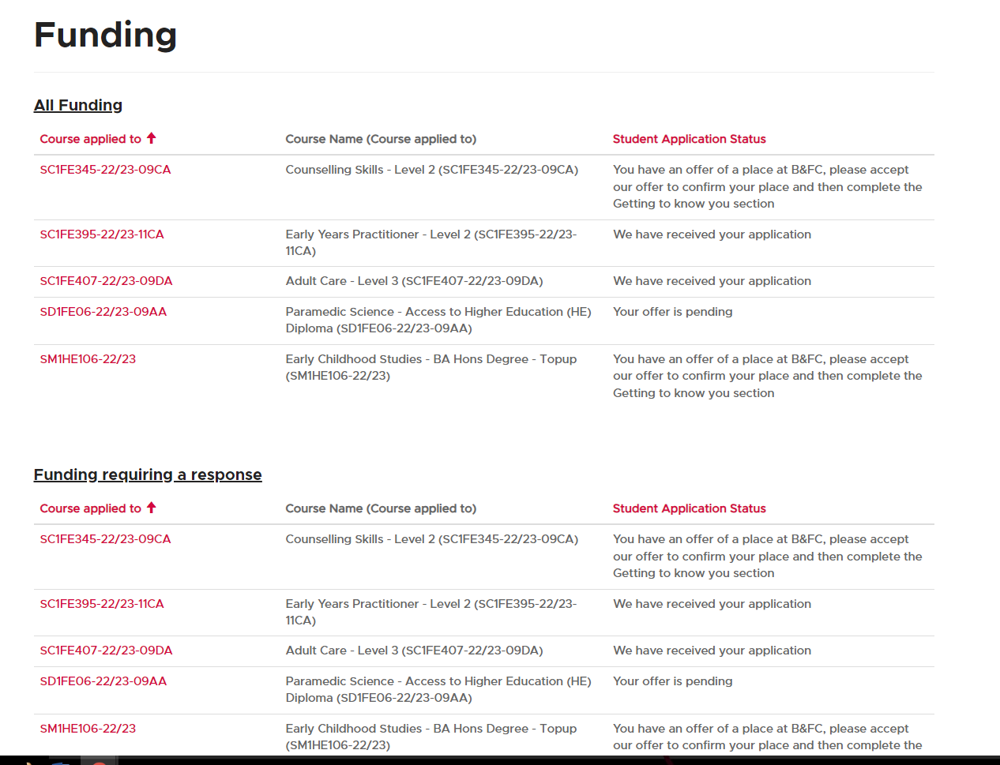 Funding
All Funding
Course applied to Course Name (Course applied to) Student Application Status
SC1FE345-22/23-09CA Counselling Skills - Level 2 (SC1FE345-22/23-09CA) You have an offer of a place at B&FC, please accept
our offer to confirm your place and then complete the
Getting to know you section
SC1FE395-22/23-11CA Early Years Practitioner - Level 2 (SC1FE395-22/23- We have received your application
11CA)
SC1FE407-22/23-09DA Adult Care - Level 3 (SC1FE407-22/23-09DA) We have received your application
SD1FE06-22/23-09AA Paramedic Science - Access to Higher Education (HE) Your offer is pending
Diploma (SD1FE06-22/23-09AA)
SM1HE106-22/23 Early Childhood Studies - BA Hons Degree - Topup You have an offer of a place at B&FC, please accept
(SM1HE106-22/23) our offer to confirm your place and then complete the
Getting to know you section
Funding requiring a response
Course applied to Course Name (Course applied to) Student Application Status
SC1FE345-22/23-09CA Counselling Skills - Level 2 (SC1FE345-22/23-09CA) You have an offer of a place at B&FC, please accept
our offer to confirm your place and then complete the
Getting to know you section
SC1FE395-22/23-11CA Early Years Practitioner - Level 2 (SC1FE395-22/23- We have received your application
11CA)
SC1FE407-22/23-09DA Adult Care - Level 3 (SC1FE407-22/23-09DA) We have received your application
SD1FE06-22/23-09AA Paramedic Science - Access to Higher Education (HE) Your offer is pending
Diploma (SD1FE06-22/23-09AA)
SM1HE106-22/23 Early Childhood Studies - BA Hons Degree - Topup You have an offer of a place at B&FC, please accept
(SM1HE106-22/23) our offer to confirm your place and then complete the